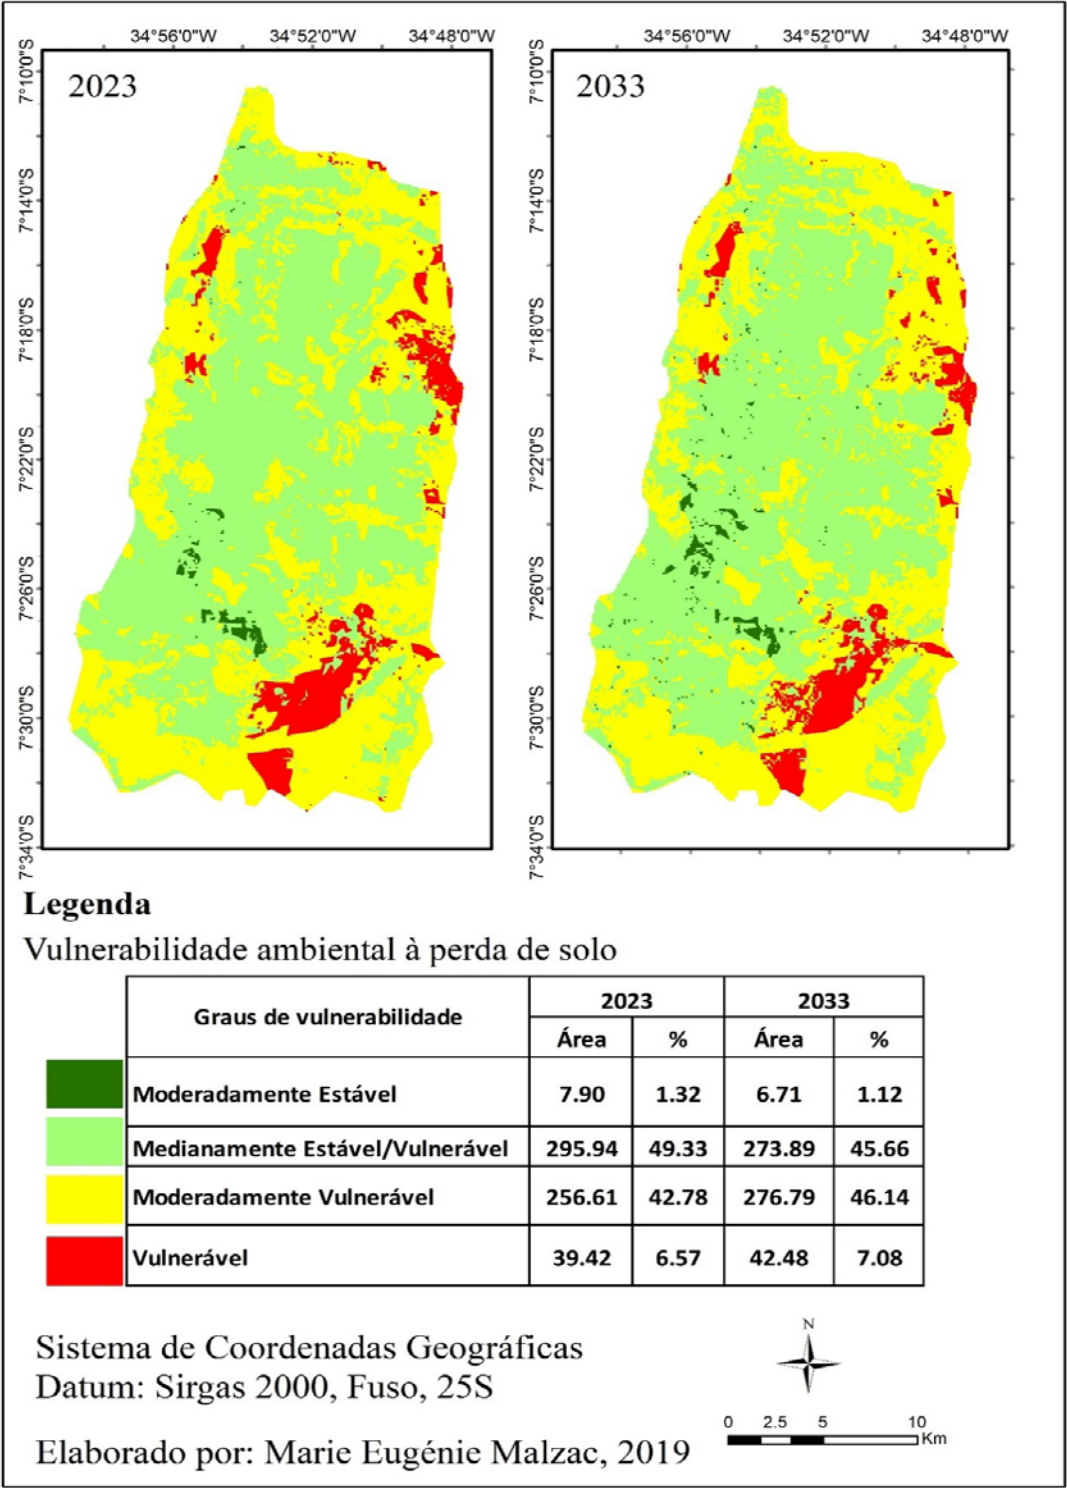 34°56'0"W 34°52'0"W 34°48'0"W 34°56'0"W 34°52'0"W 34°48'0"W
2023
2033
7°10'0"S
7°14'0"S
7°18'0"S
7°22'0"S
7°26'0"S
7°30'0"S
7°34'0"S
7°10'0"S
7°14'0"S
7°18'0"S
7°22'0"S
7°26'0"S
7°30'0"S
7°34'0"S
Legenda
Vulnerabilidade ambiental à perda de solo
Graus de vulnerabilidade 2023 2033
Área % Área %
Moderadamente Estável 7.90 1.32 6.71 1.12
Medianamente Estável/Vulnerável 295.94 49.33 273.89 45.66
Moderadamente Vulnerável 256.61 42.78 276.79 46.14
Vulnerável 39.42 6.57 42.48 7.08
Sistema de Coordenadas Geográficas
Datum: Sirgas 2000, Fuso, 25S
Elaborado por: Marie Eugénie Malzac, 2019
N
0 2.5 5 10
Km